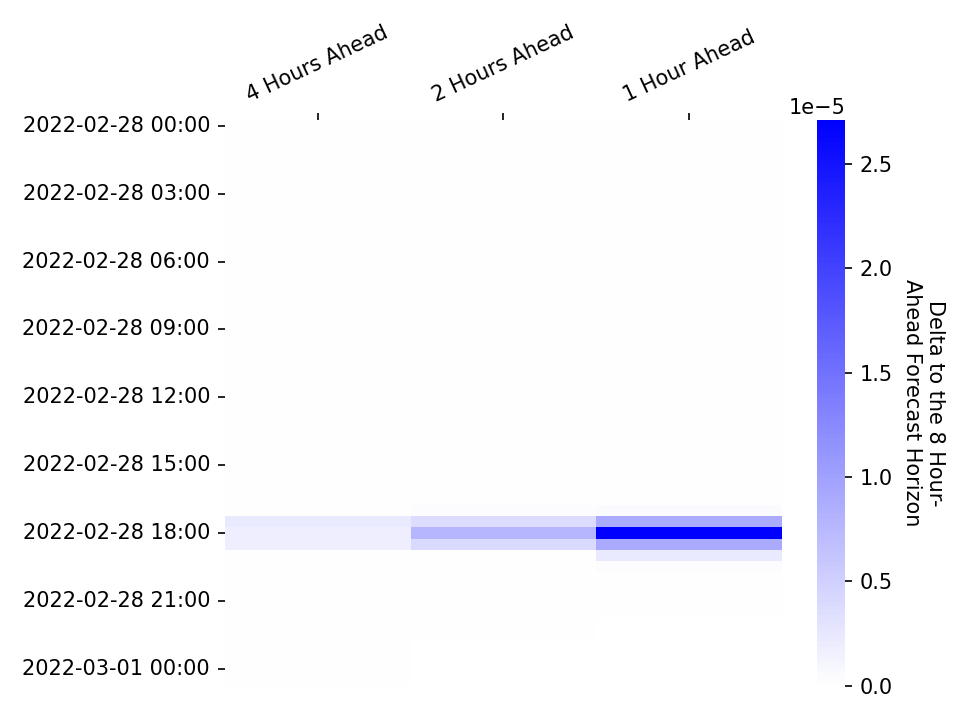 4 Hours Ahead
2 Hours Ahead
1 Hour Ahead
1e−5
2022-02-28 00:00
2022-02-28 03:00
2022-02-28 06:00
2022-02-28 09:00
2022-02-28 12:00
2022-02-28 15:00
2022-02-28 18:00
2022-02-28 21:00
2022-03-01 00:00
2.5
2.0
1.5
1.0
0.5
0.0
Delta to the 8 Hour-
Ahead Forecast Horizon